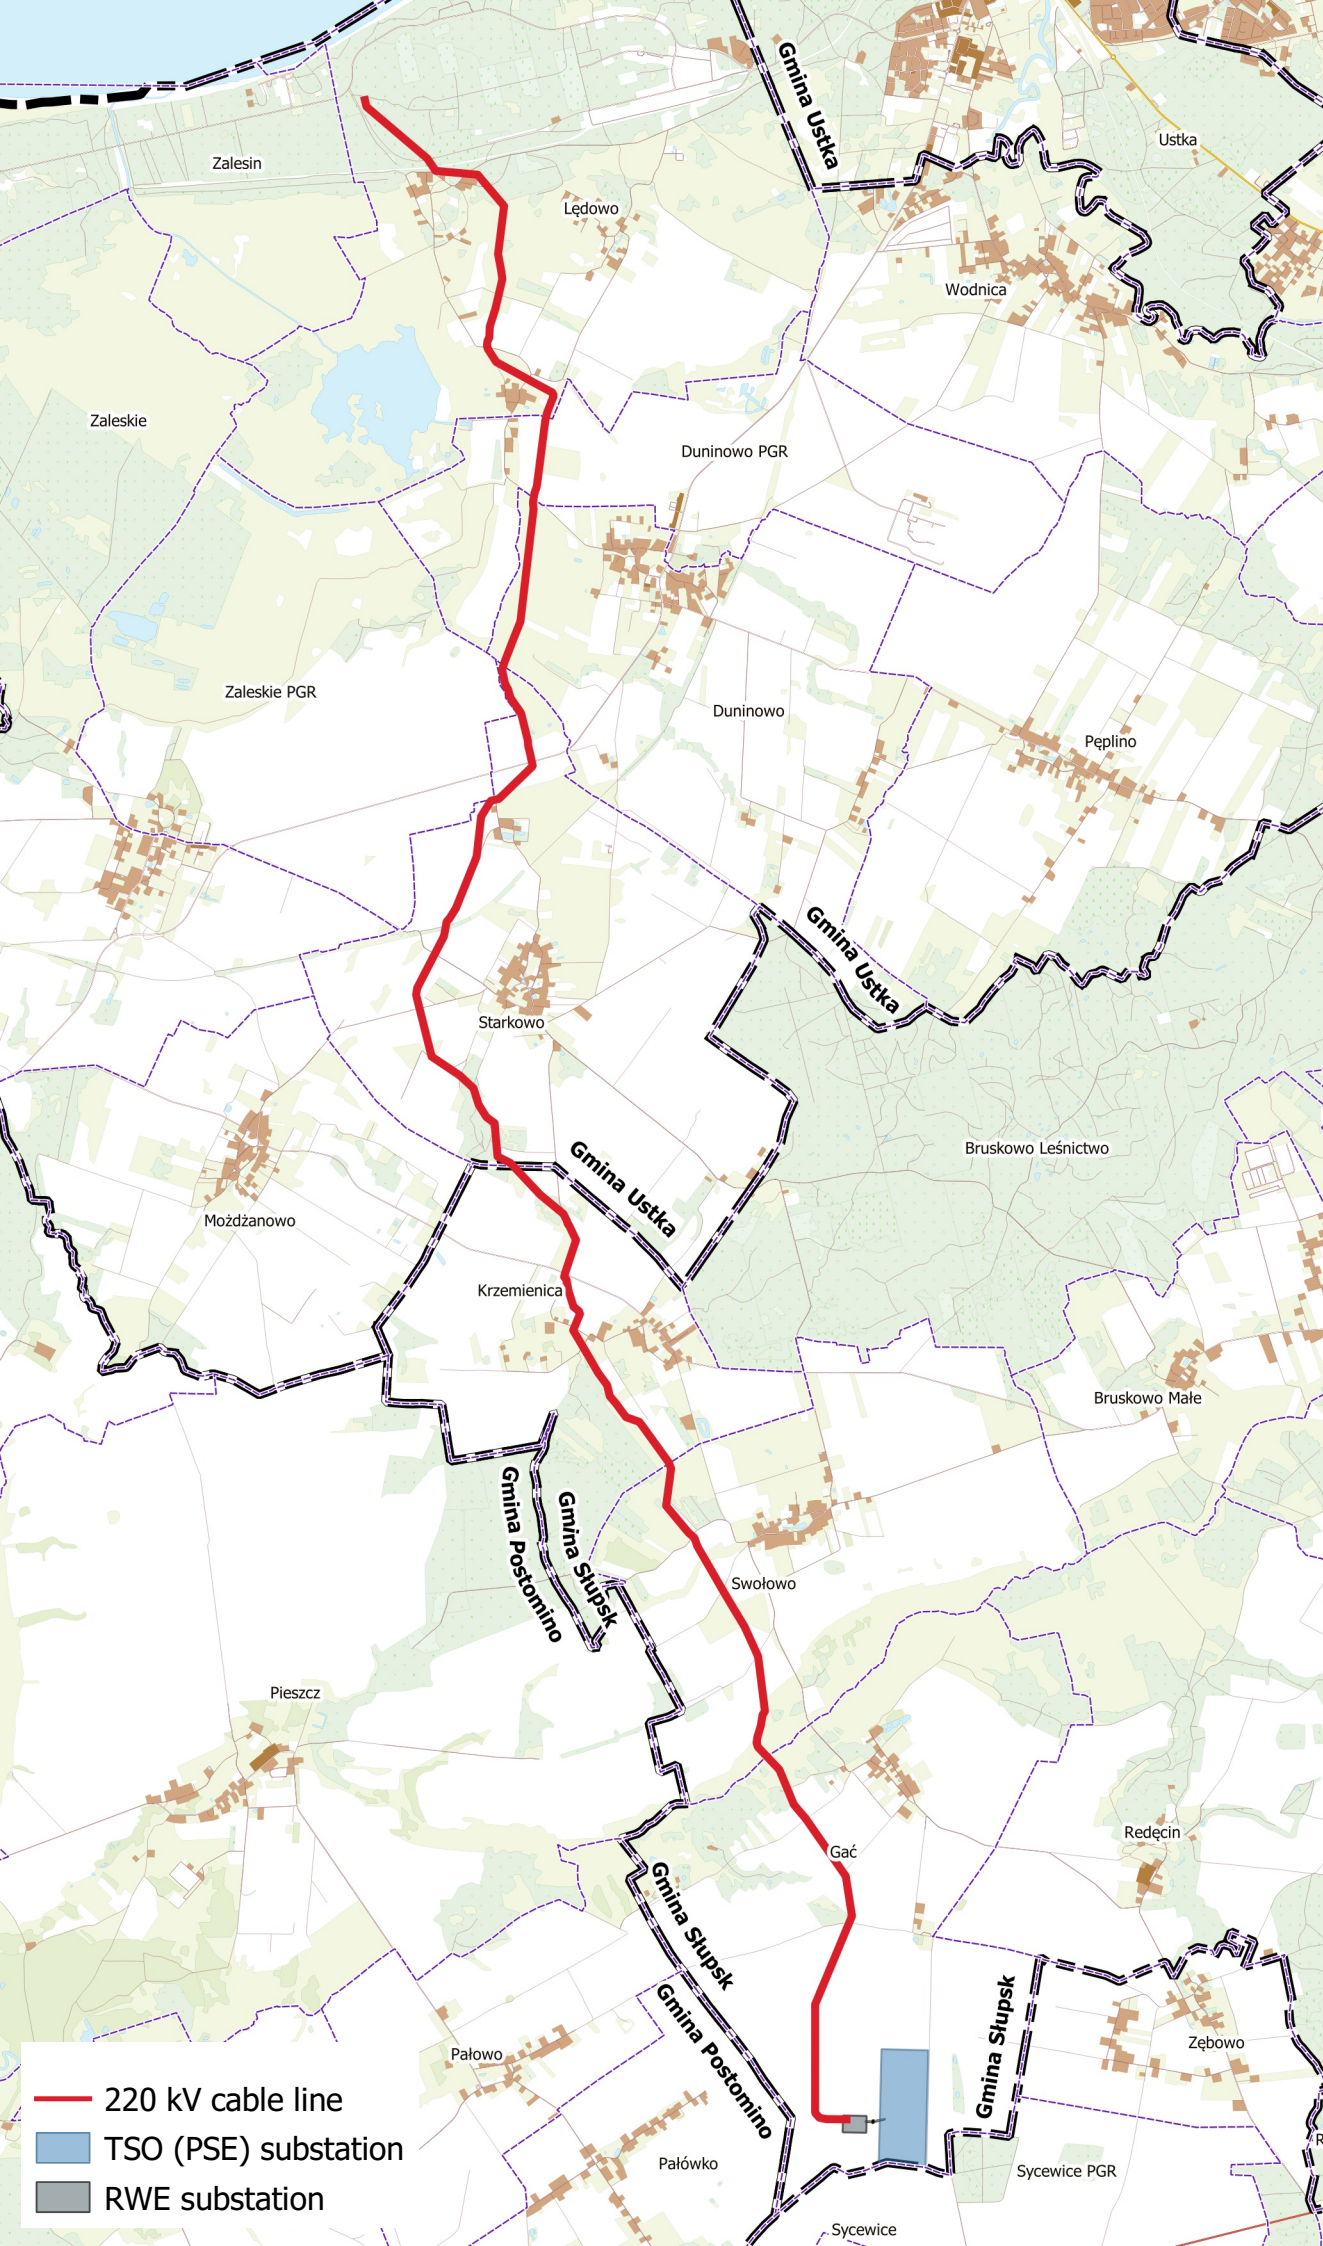 Gmina Ustka
Ustka
Zalesin
Lędowo
Wodnica
Zaleskie
Duninowo PGR
Zaleskie PGR
Duninowo
Pęplino
Gmina Ustka
Starkowo
Bruskowo Leśnictwo
Gmina Ustka
Możdżanowo
Krzemienica
Bruskowo Małe
Gmina Postomino
Gmina Słupsk
Swołowo
Pieszcz
Redęcin
Gać
Gmina Słupsk
Gmina Postomino
Gmina Słupsk
Zębowo
Pałowo
Pałówko
Sycewice PGR
R
Sycewice
220 kV cable line
TSO (PSE) substation
RWE substation